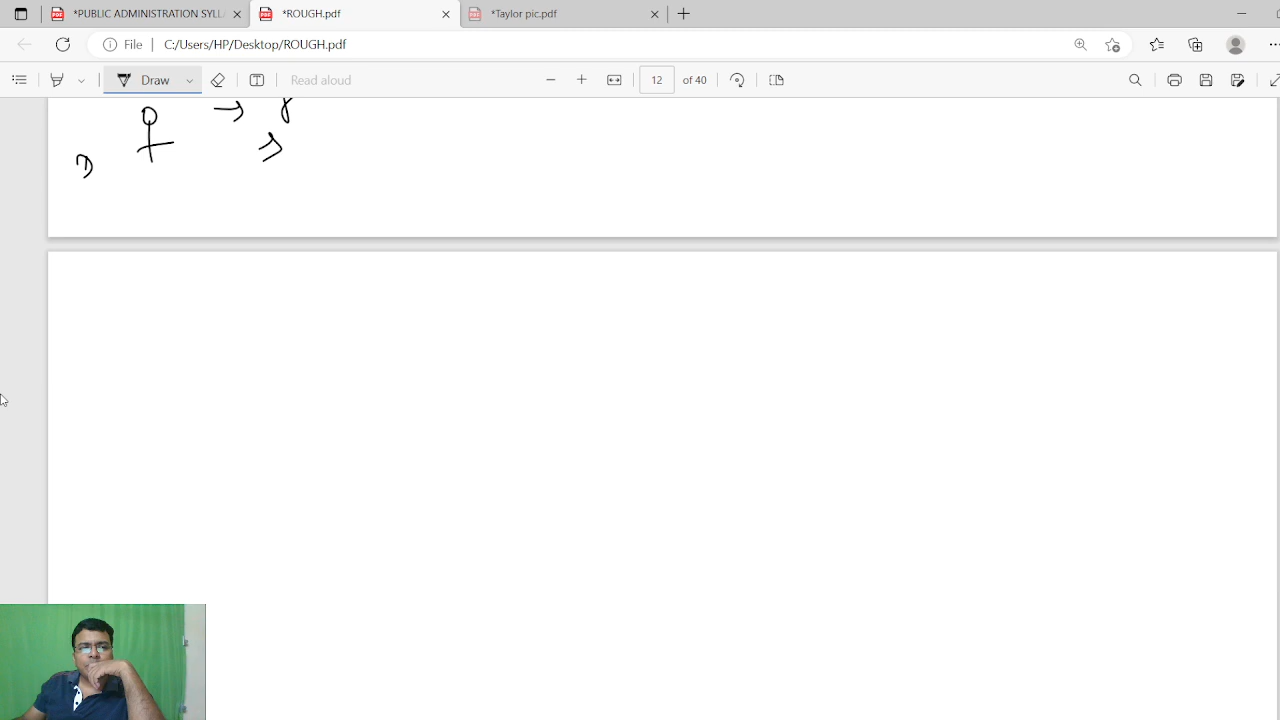 *PUBLIC ADMINISTRATION SYLLA
*ROUGH.pdf
*Taylor pic.pdf
File
C:/Users/HP/Desktop/ROUGH.pdf
Draw
Read aloud
12 of 40